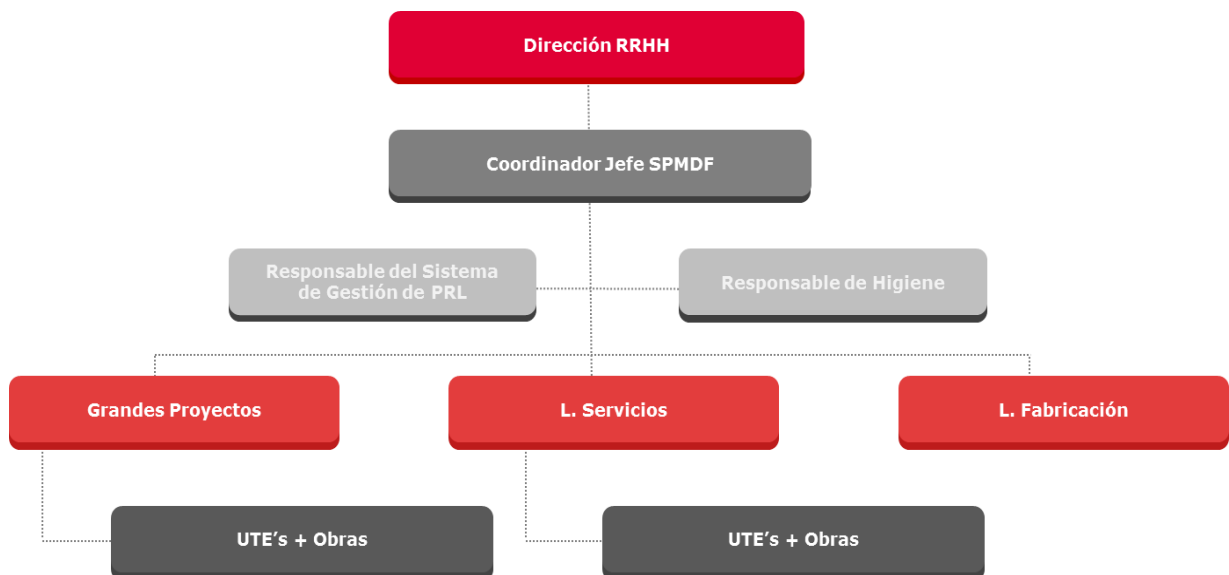 Dirección RRHH
Coordinador Jefe SPMDF
Responsable del Sistema
de Gestión de PRL
Responsable de Higiene
Grandes Proyectos
L. Servicios
L. Fabricación
UTE’s + Obras
UTE’s + Obras